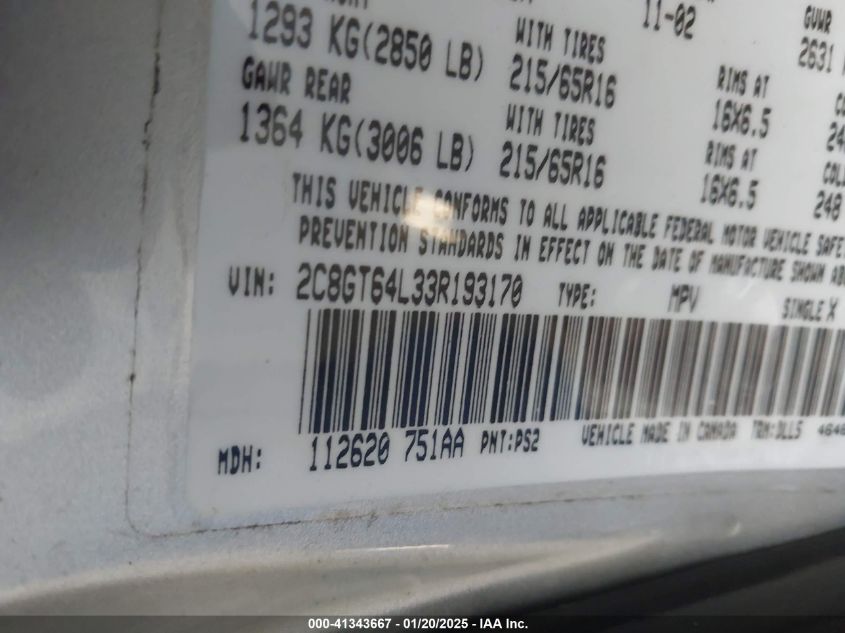 11-02
GVWR
1293 KG(2850 LB) WITH TIRES 2631
215/65R16 RIMS AT
GAWR REAR 16X6.5
1364 KG(3006 LB) WITH TIRES RIMS AT
215/65R16 16X6.5 248
THIS VEHICLE CONFORMS TO ALL APPLICABLE FEDERAL MOTOR VEHICLE
PREVENTION STANDARDS IN EFFECT ON THE DATE OF MANUFACTURE SHOWN
VIN: 2C8GT64L33R193170 TYPE: MPV SINGLE X
MDH: 112620 751AA PNT:PS2 VEHICLE MADE IN CANADA TRM:DLL5
000-41343667 - 01/20/2025 - IAA Inc.